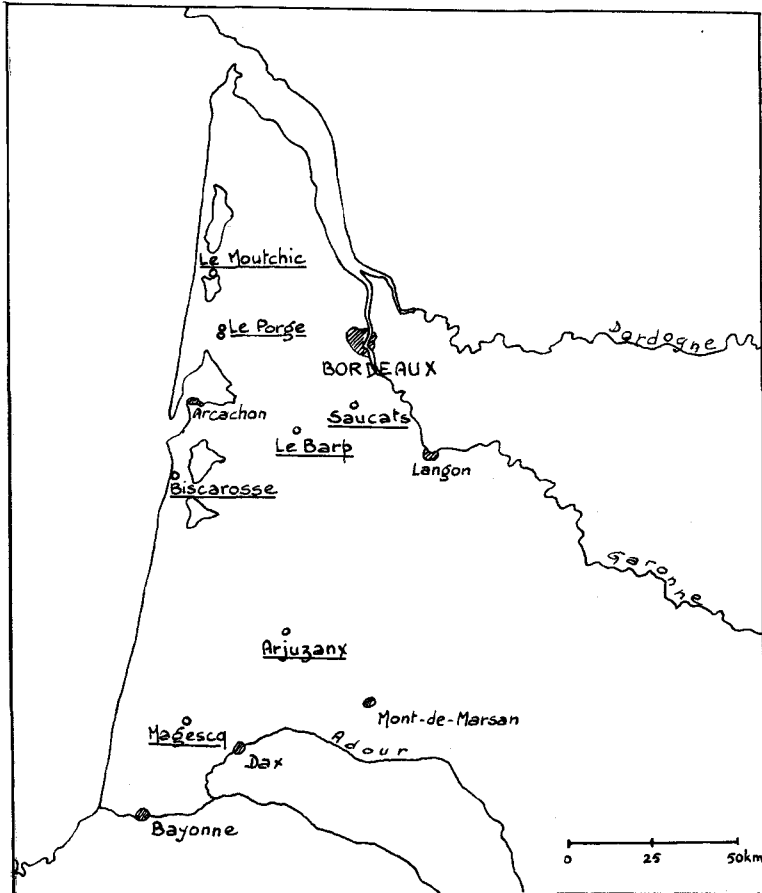 Le Moutchic
Le Porge
Dordogne
BORDEAUX
Arcachon
Saucats
Le Barp
Langon
Biscarosse
Garonne
Arjuzanx
Mont-de-Marsan
Magescq
Adour
Dax
Bayonne
0 25 50km